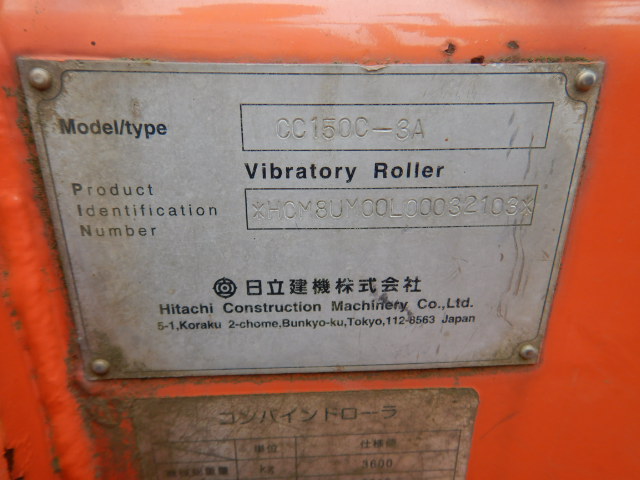 Model/type CC150C-3A
Vibratory Roller
Product
Identification
Number
日立建機株式会社
Hitachi Construction Machinery Co.,Ltd.
5-1,Koraku 2-chome,Bunkyo-ku,Tokyo,112-8563 Japan
コンバインドローラ
単位 仕様値
kg 3600